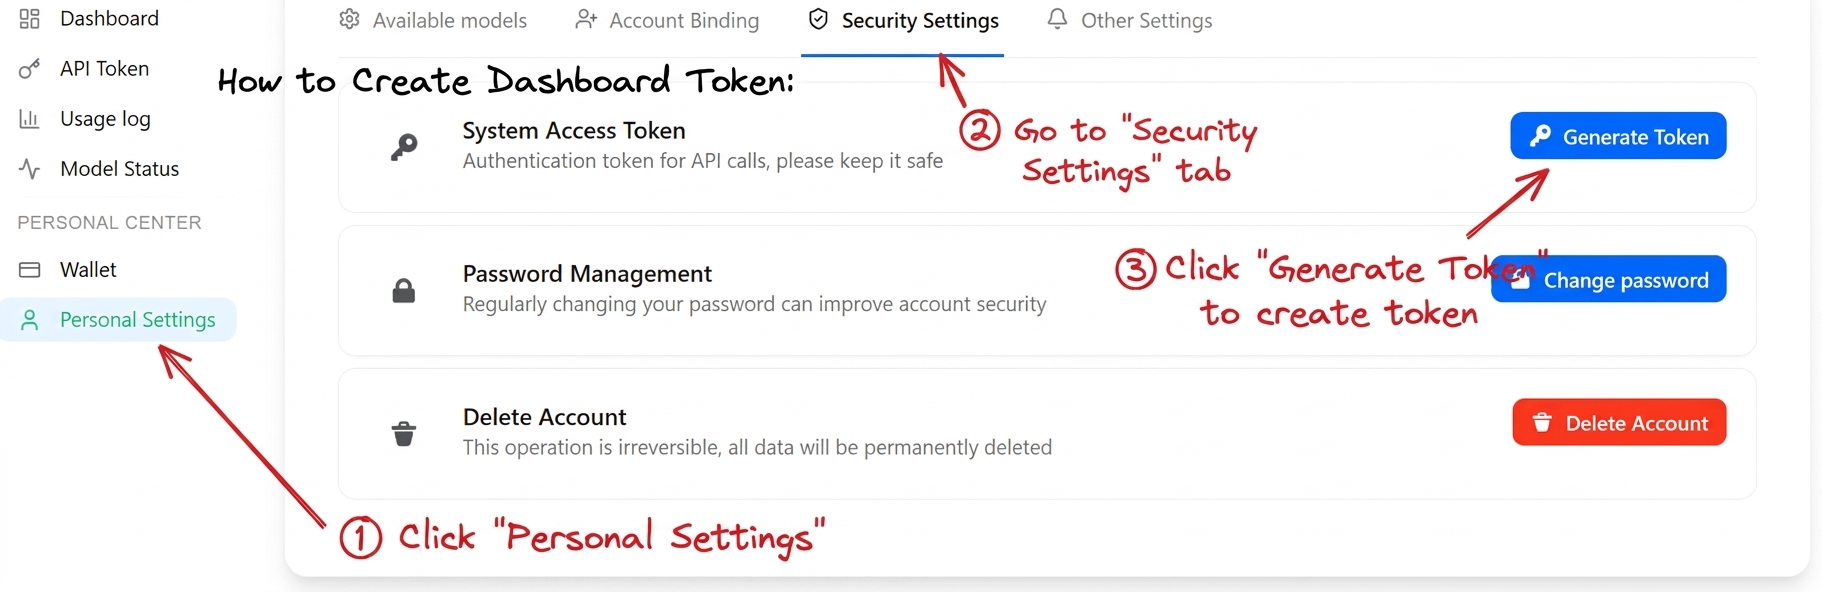 Dashboard
API Token
Usage log
Model Status
PERSONAL CENTER
Wallet
Personal Settings
Available models
Account Binding
Security Settings
Other Settings
How to Create Dashboard Token:
System Access Token
Authentication token for API calls, please keep it safe
② Go to "Security
Settings" tab
Generate Token
Password Management
Regularly changing your password can improve account security
③ Click "Generate Token"
to create token
Change password
Delete Account
This operation is irreversible, all data will be permanently deleted
Delete Account
① Click "Personal Settings"